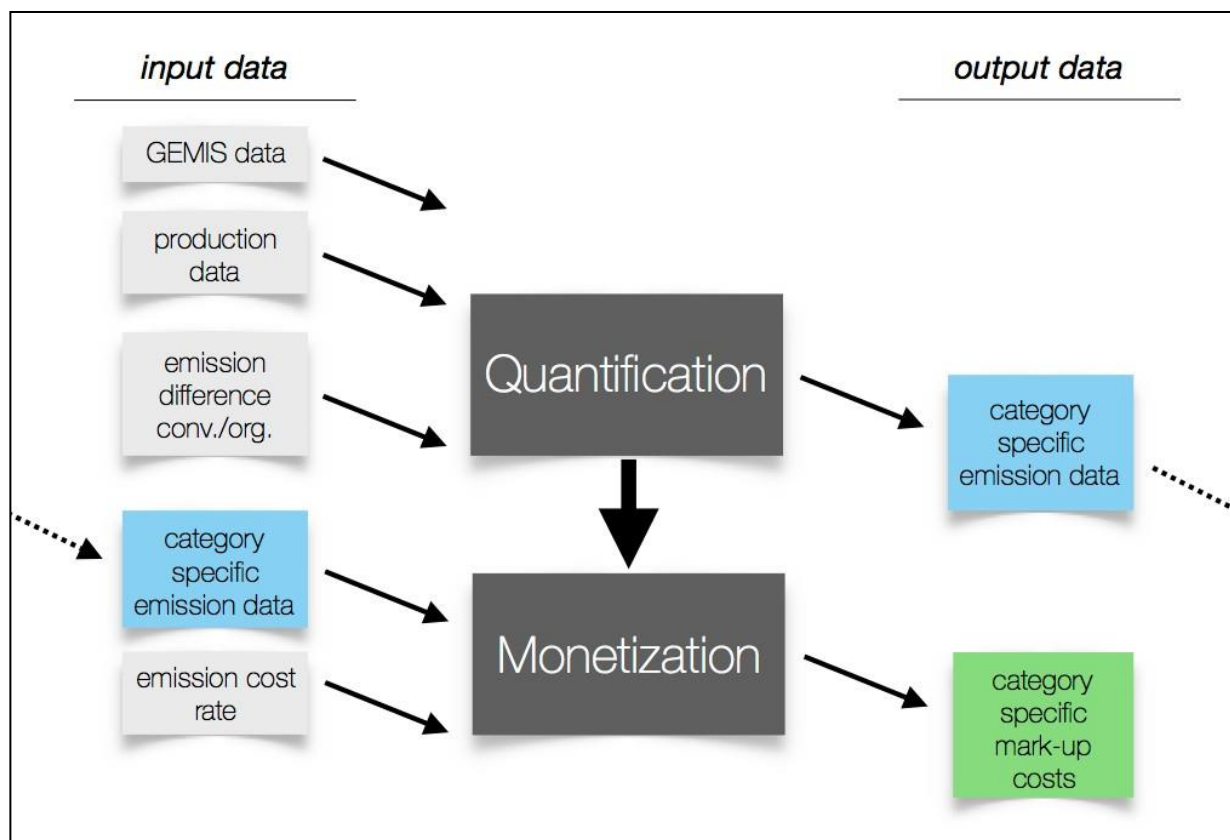 input data
output data
GEMIS data
production
data
emission
difference
conv./org.
Quantification
category
specific
emission data
category
specific
emission data
emission cost
rate
Monetization
category
specific
mark-up
costs